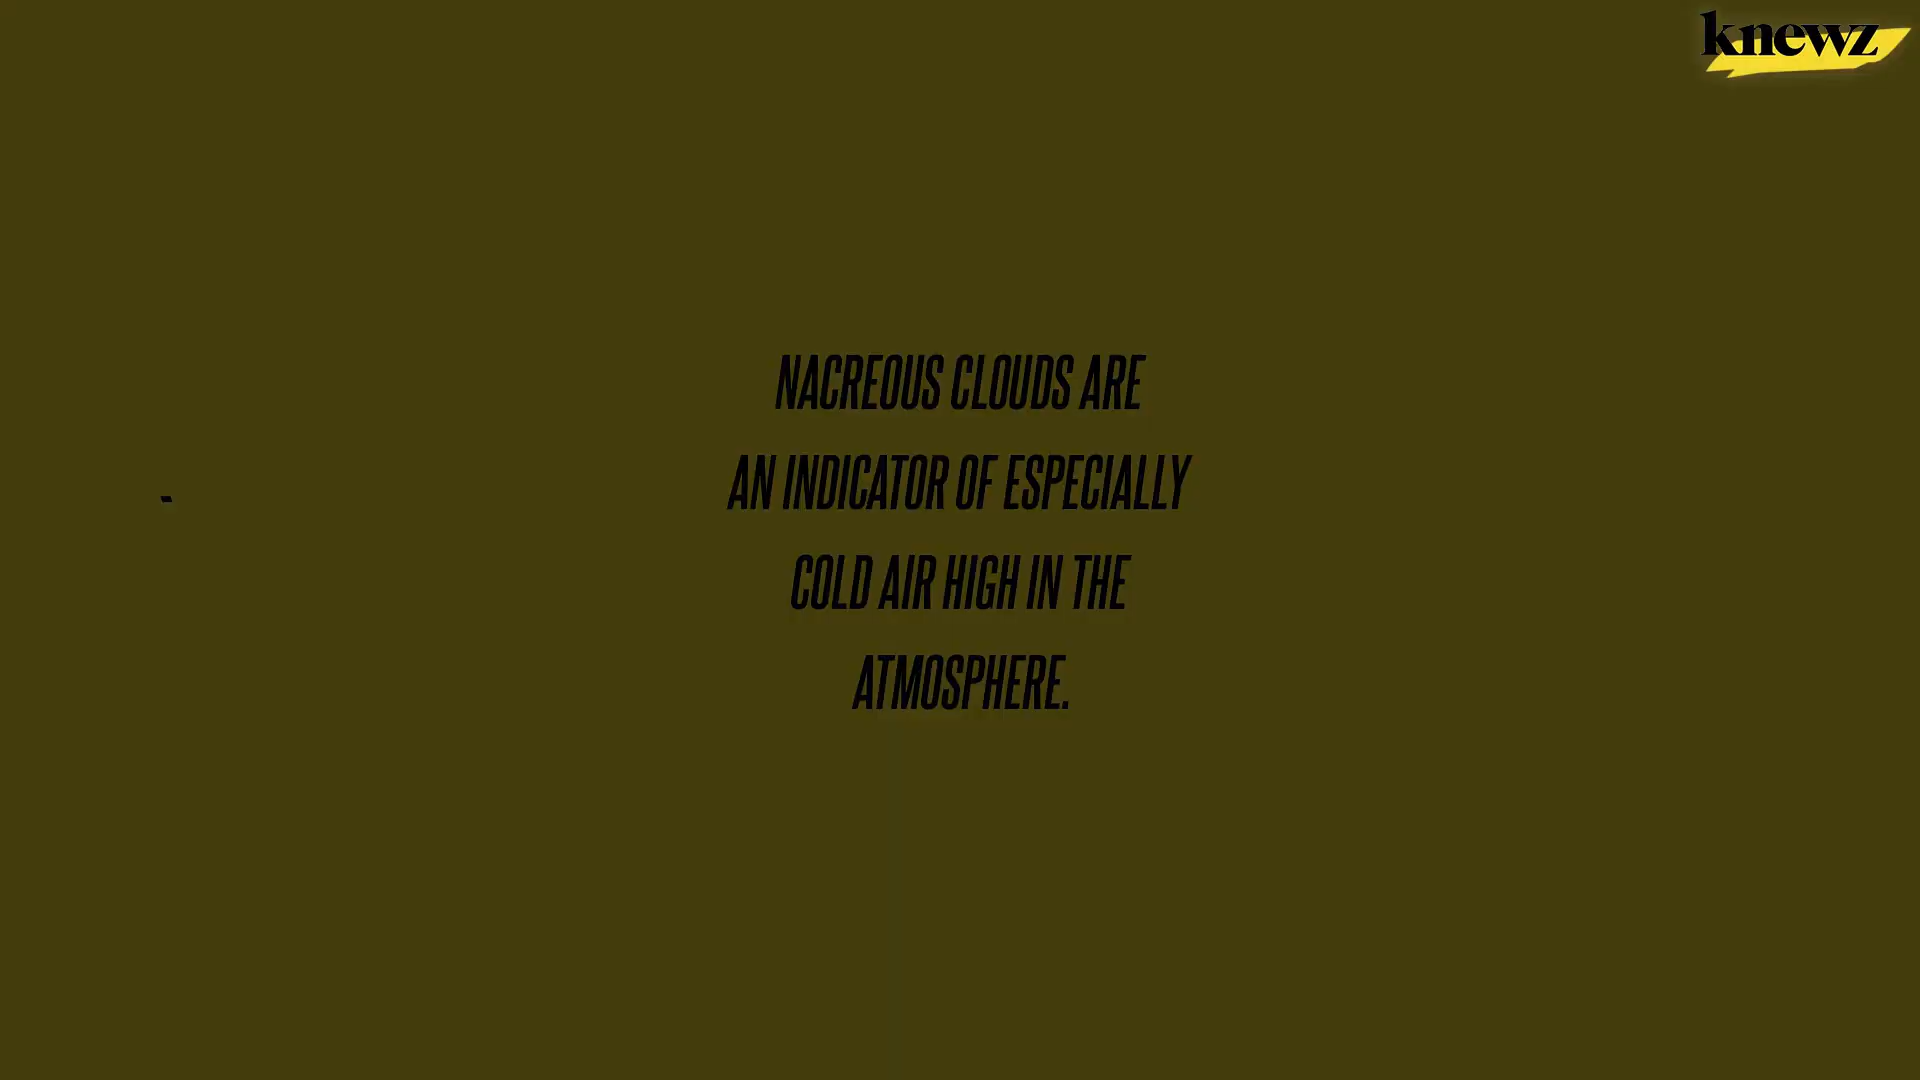 knewz
NACREOUS CLOUDS ARE
AN INDICATOR OF ESPECIALLY
COLD AIR HIGH IN THE
ATMOSPHERE.
-